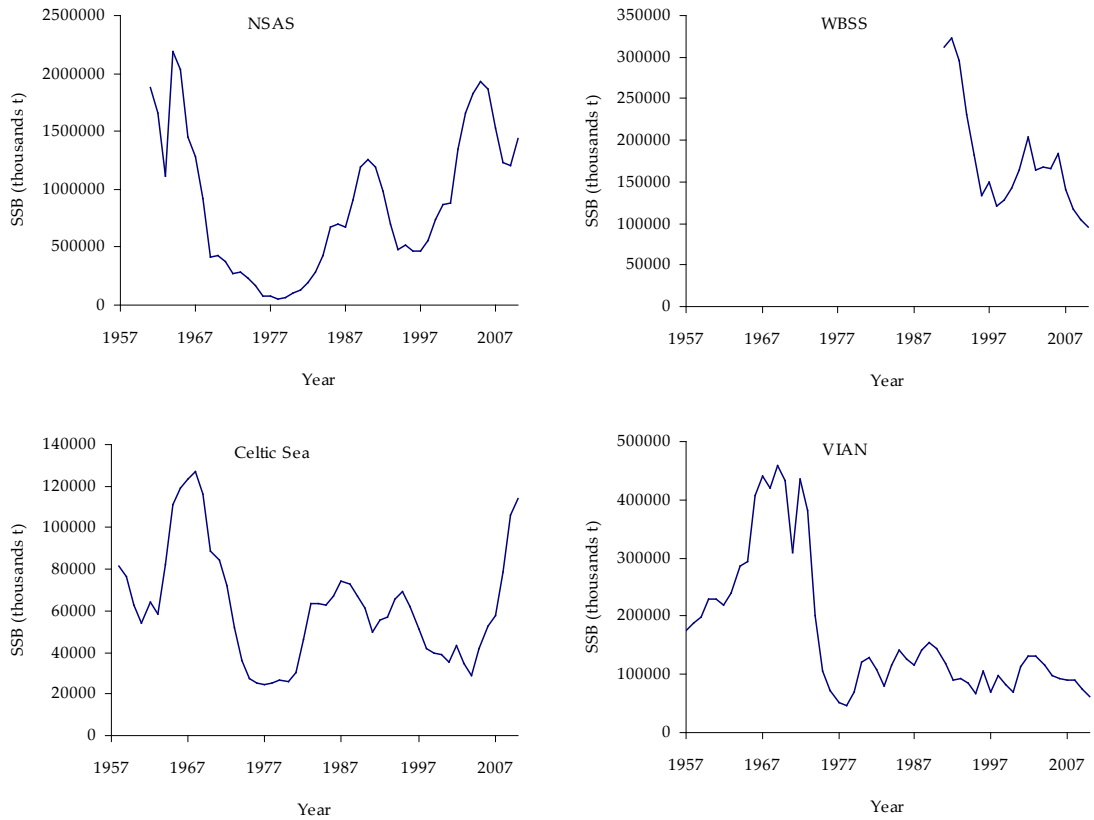 NSAS
SSB (thousands t)
2500000
2000000
1500000
1000000
500000
0
1957 1967 1977 1987 1997 2007
Year
WBSS
SSB (thousands t)
350000
300000
250000
200000
150000
100000
50000
0
1957 1967 1977 1987 1997 2007
Year
Celtic Sea
SSB (thousands t)
140000
120000
100000
80000
60000
40000
20000
0
1957 1967 1977 1987 1997 2007
Year
VIAN
SSB (thousands t)
500000
400000
300000
200000
100000
0
1957 1967 1977 1987 1997 2007
Year